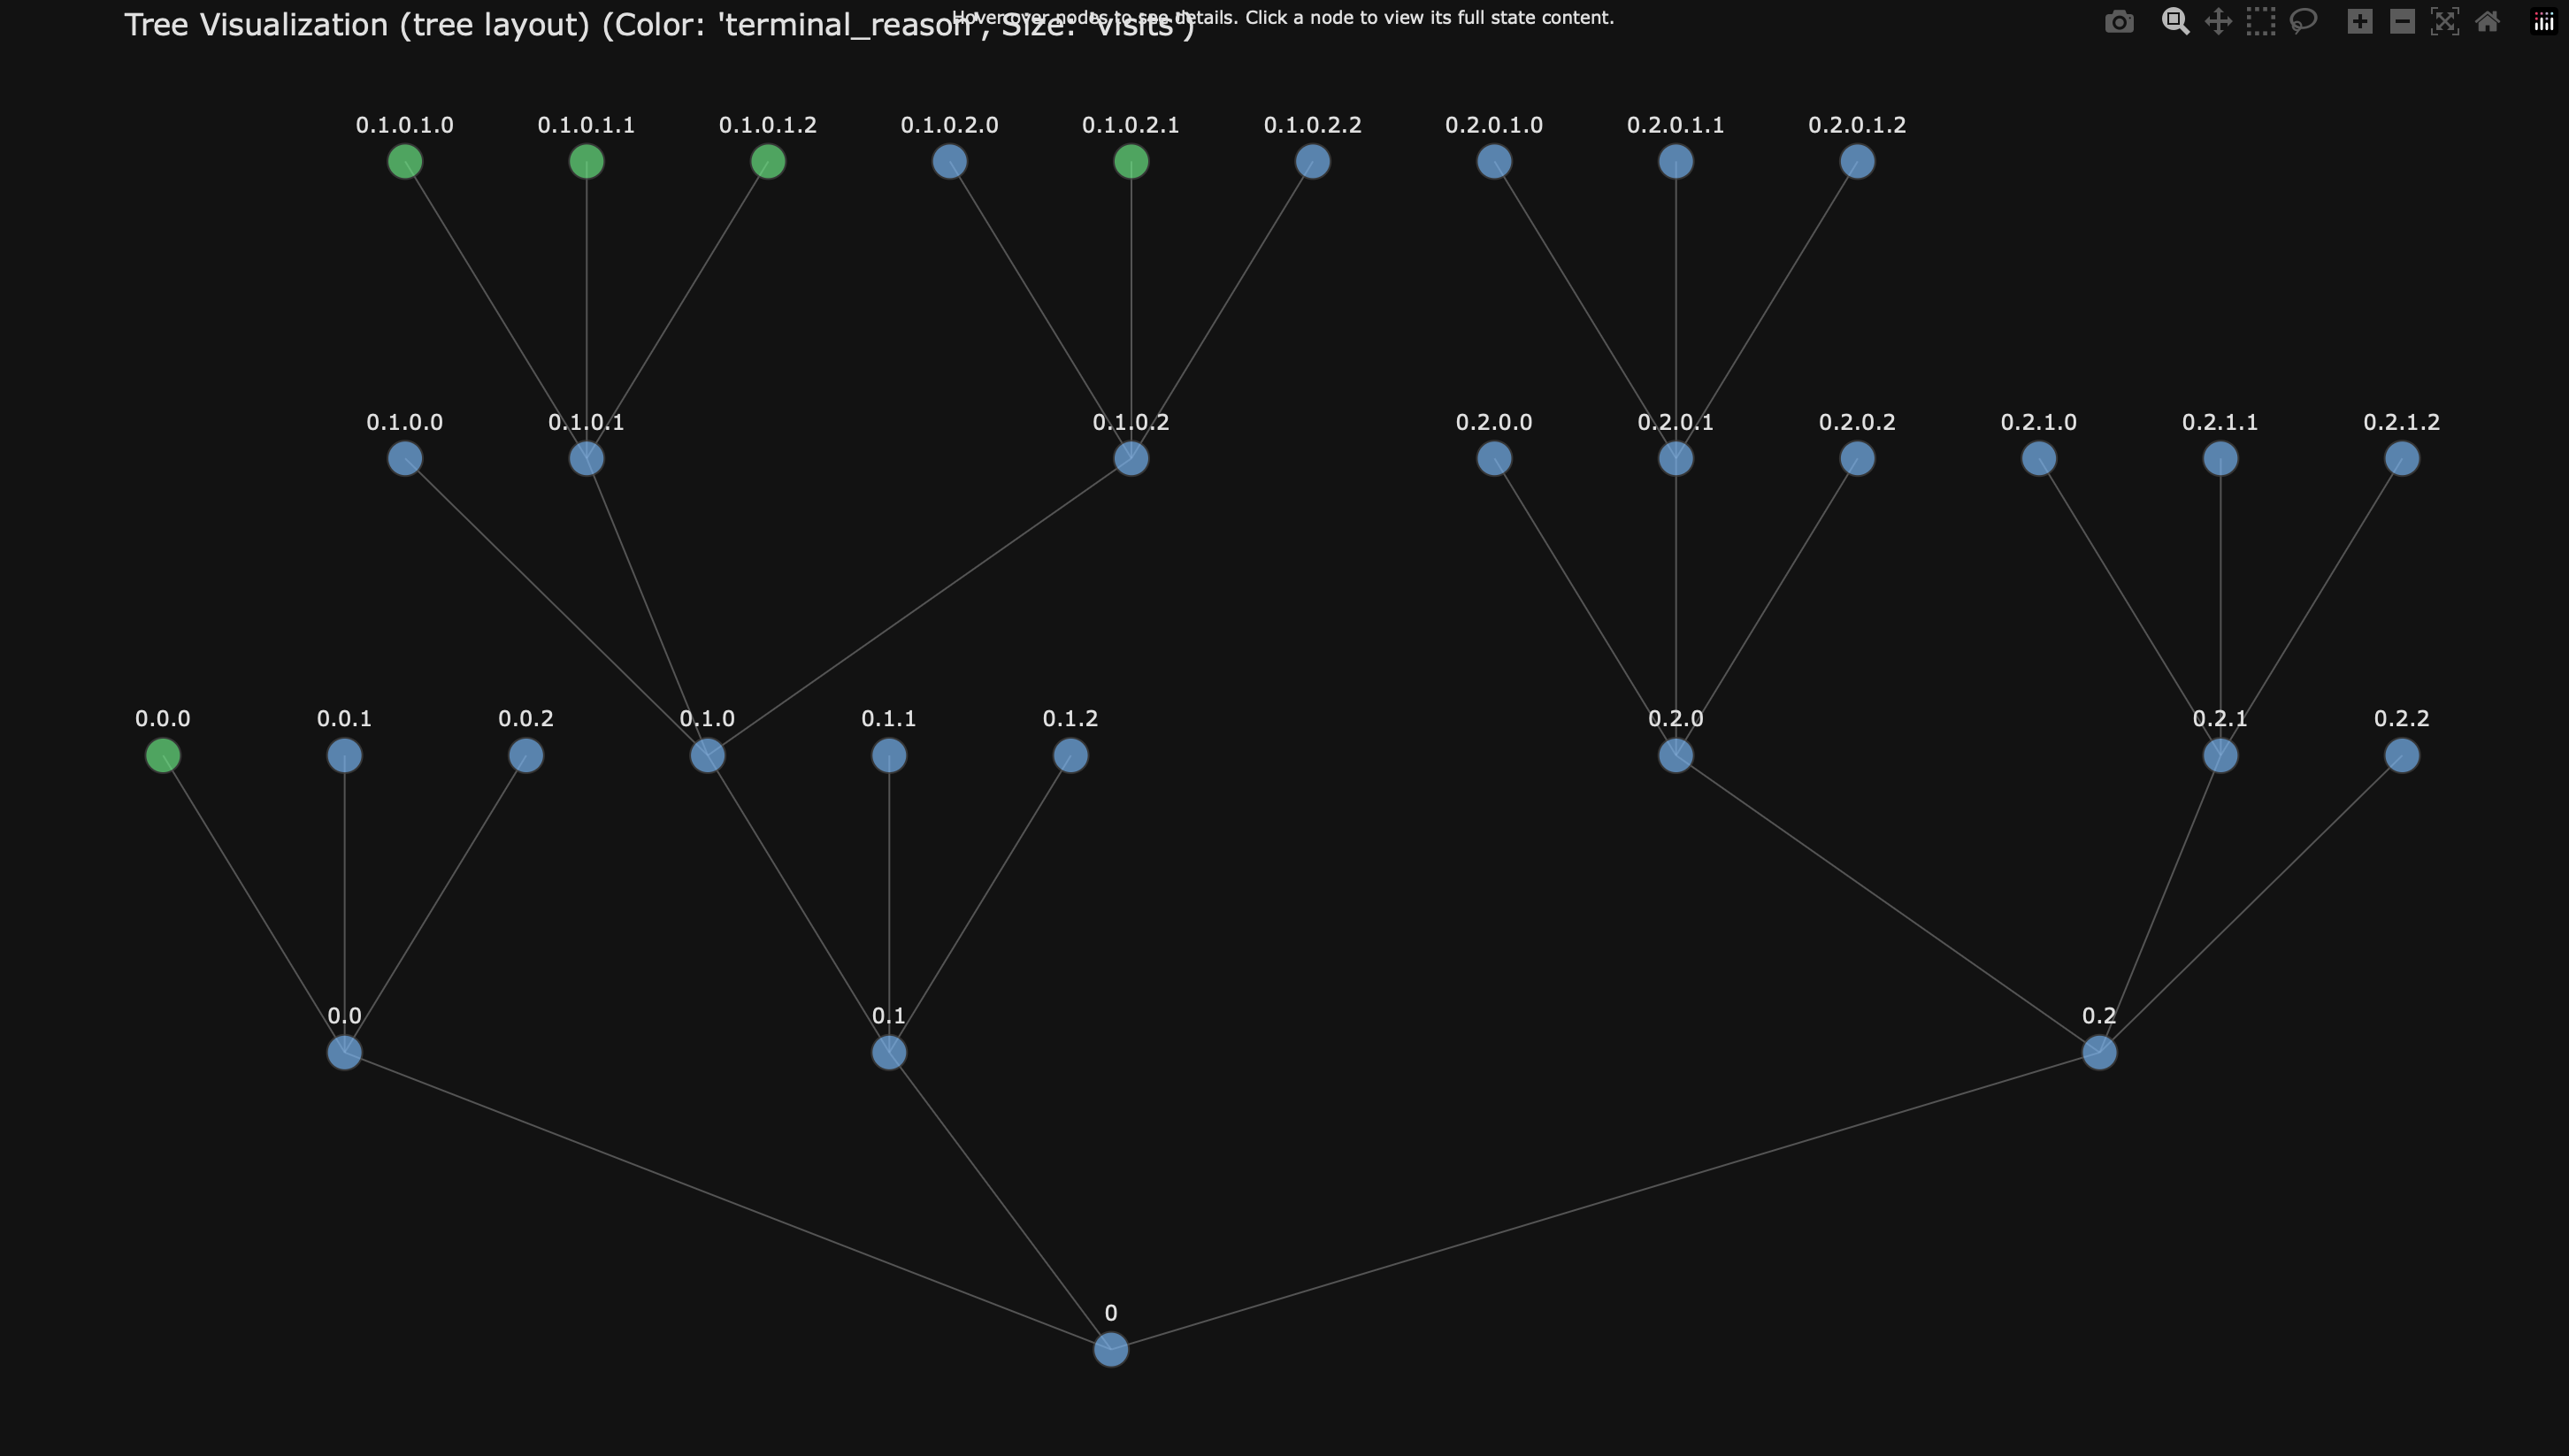 Tree Visualization (tree layout) (Color: 'terminal_reason', Size: 'visits')
Hover over nodes to see details. Click a node to view its full state content.
0.1.0.1.0 0.1.0.1.1 0.1.0.1.2 0.1.0.2.0 0.1.0.2.1 0.1.0.2.2 0.2.0.1.0 0.2.0.1.1 0.2.0.1.2
0.1.0.0 0.1.0.1 0.1.0.2 0.2.0.0 0.2.0.1 0.2.0.2 0.2.1.0 0.2.1.1 0.2.1.2
0.0.0 0.0.1 0.0.2 0.1.0 0.1.1 0.1.2 0.2.0 0.2.1 0.2.2
0.0 0.1 0.2
0